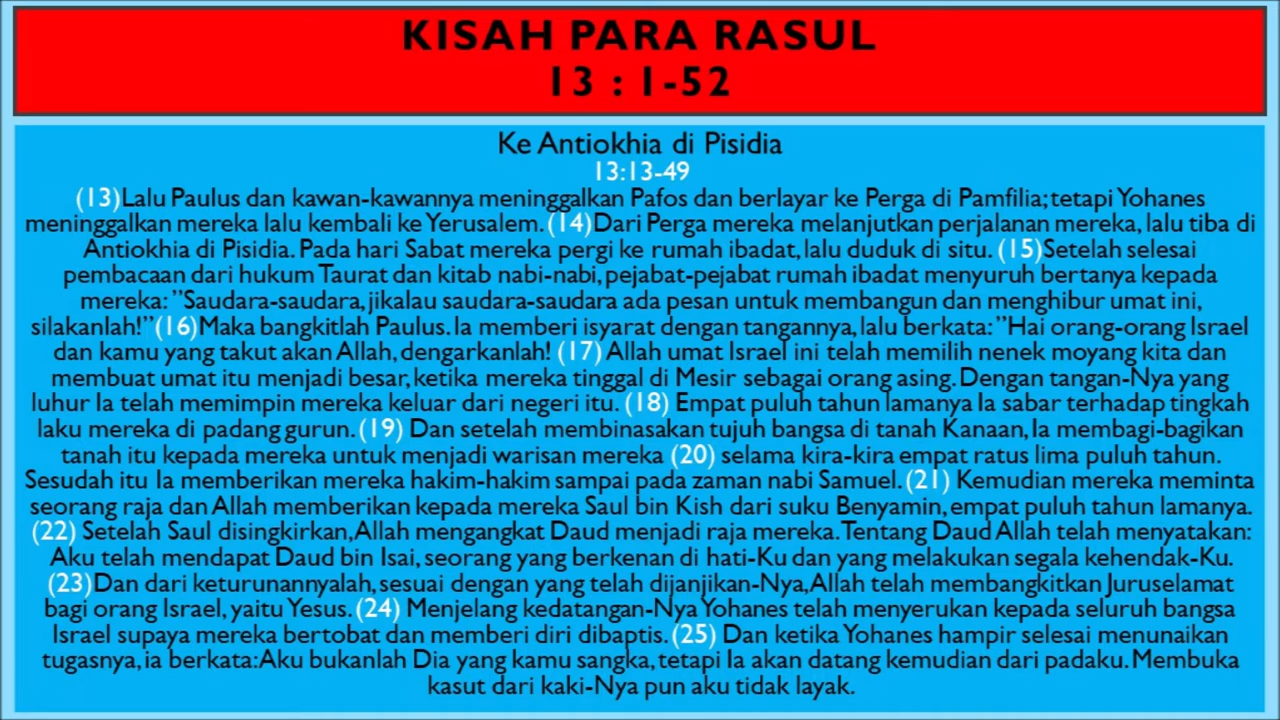 KISAH PARA RASUL
13 : 1-52
Ke Antiokhia di Pisidia
13:13-49
(13)Lalu Paulus dan kawan-kawannya meninggalkan Pafos dan berlayar ke Perga di Pamfilia; tetapi Yohanes
meninggalkan mereka lalu kembali ke Yerusalem. (14)Dari Perga mereka melanjutkan perjalanan mereka, lalu tiba di
Antiokhia di Pisidia. Pada hari Sabat mereka pergi ke rumah ibadat, lalu duduk di situ. (15)Setelah selesai
pembacaan dari hukum Taurat dan kitab nabi-nabi, pejabat-pejabat rumah ibadat menyuruh bertanya kepada
mereka: ”Saudara-saudara, jikalau saudara-saudara ada pesan untuk membangun dan menghibur umat ini,
silakanlah!”(16)Maka bangkitlah Paulus. Ia memberi isyarat dengan tangannya, lalu berkata: ”Hai orang-orang Israel
dan kamu yang takut akan Allah, dengarkanlah! (17) Allah umat Israel ini telah memilih nenek moyang kita dan
membuat umat itu menjadi besar, ketika mereka tinggal di Mesir sebagai orang asing. Dengan tangan-Nya yang
luhur Ia telah memimpin mereka keluar dari negeri itu. (18) Empat puluh tahun lamanya Ia sabar terhadap tingkah
laku mereka di padang gurun. (19) Dan setelah membinasakan tujuh bangsa di tanah Kanaan, Ia membagi-bagikan
tanah itu kepada mereka untuk menjadi warisan mereka (20) selama kira-kira empat ratus lima puluh tahun.
Sesudah itu Ia memberikan mereka hakim-hakim sampai pada zaman nabi Samuel. (21) Kemudian mereka meminta
seorang raja dan Allah memberikan kepada mereka Saul bin Kish dari suku Benyamin, empat puluh tahun lamanya.
(22) Setelah Saul disingkirkan, Allah mengangkat Daud menjadi raja mereka. Tentang Daud Allah telah menyatakan:
Aku telah mendapat Daud bin Isai, seorang yang berkenan di hati-Ku dan yang melakukan segala kehendak-Ku.
(23)Dan dari keturunannyalah, sesuai dengan yang telah dijanjikan-Nya, Allah telah membangkitkan Juruselamat
bagi orang Israel, yaitu Yesus. (24) Menjelang kedatangan-Nya Yohanes telah menyerukan kepada seluruh bangsa
Israel supaya mereka bertobat dan memberi diri dibaptis. (25) Dan ketika Yohanes hampir selesai menunaikan
tugasnya, ia berkata: Aku bukanlah Dia yang kamu sangka, tetapi Ia akan datang kemudian dari padaku. Membuka
kasut dari kaki-Nya pun aku tidak layak.